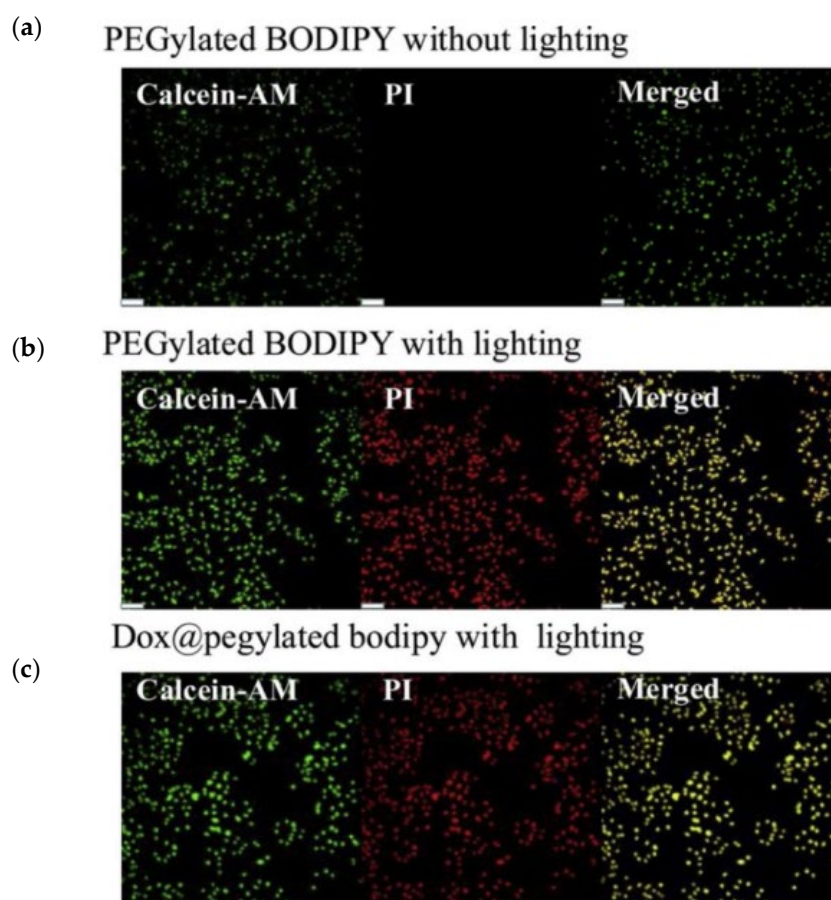 (a)
PEGylated BODIPY without lighting
Calcein-AM PI Merged
(b)
PEGylated BODIPY with lighting
Calcein-AM PI Merged
Dox@pegylated bodipy with lighting
(c)
Calcein-AM PI Merged